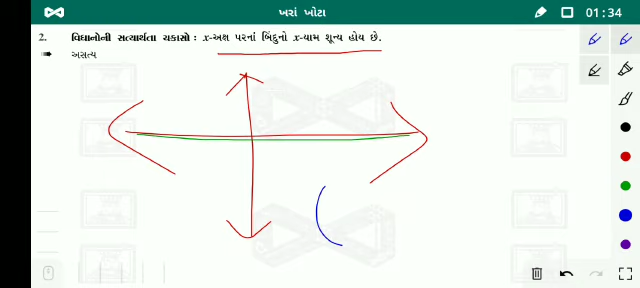 ખરાં ખોટા
01:34
2. વિધાનોની સત્યાર્થતા ચકાસો : x-અક્ષ પરનાં બિંદુનો x-યામ શૂન્ય હોય છે.
➠ અસત્ય